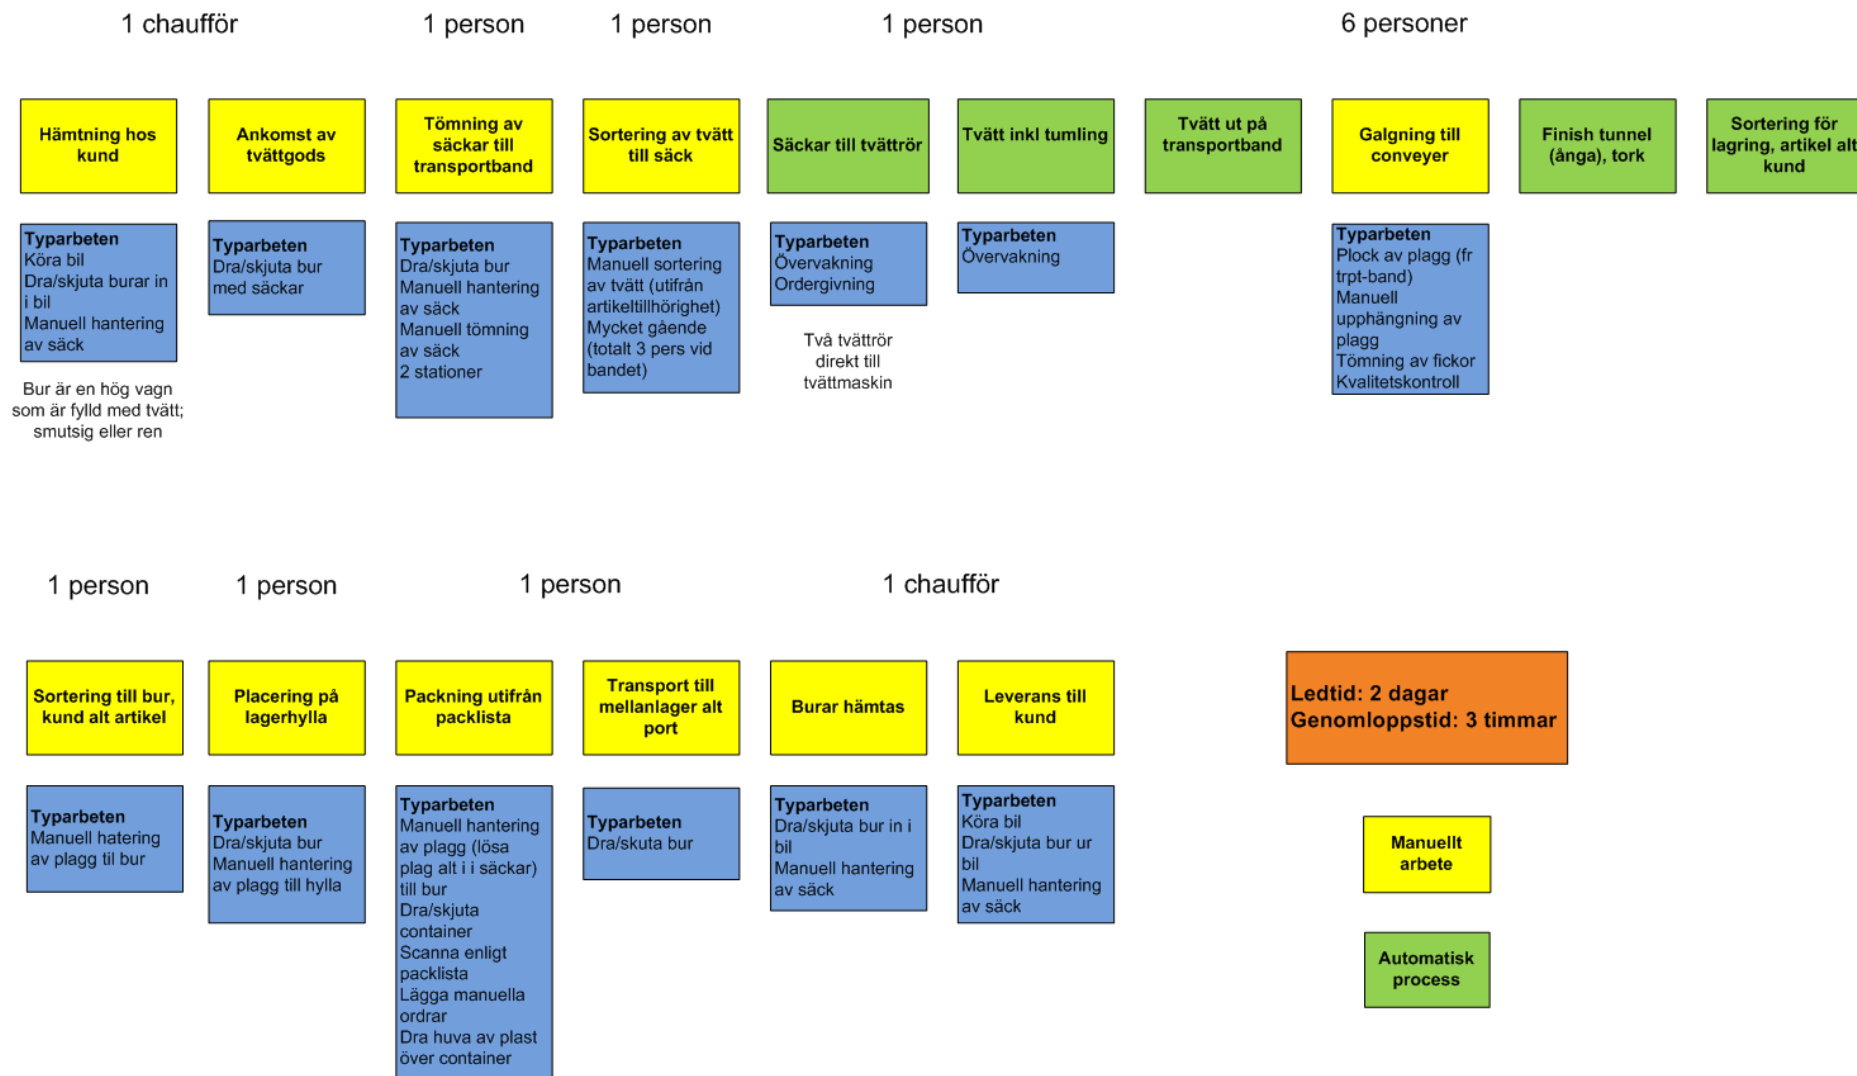 1 chaufför
1 person
1 person
1 person
6 personer
Hämtning hos
kund
Ankomst av
tvättgods
Tömning av
säckar till
transportband
Sortering av tvätt
till säck
Säckar till tvättrör
Tvätt inkl tumling
Tvätt ut på
transportband
Galgning till
conveyer
Finish tunnel
(ånga), tork
Sortering för
lagring, artikel alt
kund
Typarbeten
Köra bil
Dra/skjuta burar in
i bil
Manuell hantering
av säck
Typarbeten
Dra/skjuta bur
med säckar
Typarbeten
Dra/skjuta bur
Manuell hantering
av säck
Manuell tömning
av säck
2 stationer
Typarbeten
Manuell sortering
av tvätt (utifrån
artikeltillhörighet)
Mycket gående
(totalt 3 pers vid
bandet)
Typarbeten
Övervakning
Ordergivning
Typarbeten
Övervakning
Typarbeten
Plock av plagg (fr
trpt-band)
Manuell
upphängning av
plagg
Tömning av fickor
Kvalitetskontroll
Bur är en hög vagn
som är fylld med tvätt;
smutsig eller ren
Två tvättrör
direkt till
tvättmaskin
1 person
1 person
1 person
1 chaufför
Sortering till bur,
kund alt artikel
Placering på
lagerhylla
Packning utifrån
packlista
Transport till
mellanlager alt
port
Burar hämtas
Leverans till
kund
Ledtid: 2 dagar
Genomloppstid: 3 timmar
Typarbeten
Manuell hatering
av plagg til bur
Typarbeten
Dra/skjuta bur
Manuell hantering
av plagg till hylla
Typarbeten
Manuell hantering
av plagg (lösa
plag alt i i säckar)
till bur
Dra/skjuta
container
Scanna enligt
packlista
Lägga manuella
ordrar
Dra huva av plast
över container
Typarbeten
Dra/skuta bur
Typarbeten
Dra/skjuta bur in i
bil
Manuell hantering
av säck
Typarbeten
Köra bil
Dra/skjuta bur ur
bil
Manuell hantering
av säck
Manuellt
arbete
Automatisk
process